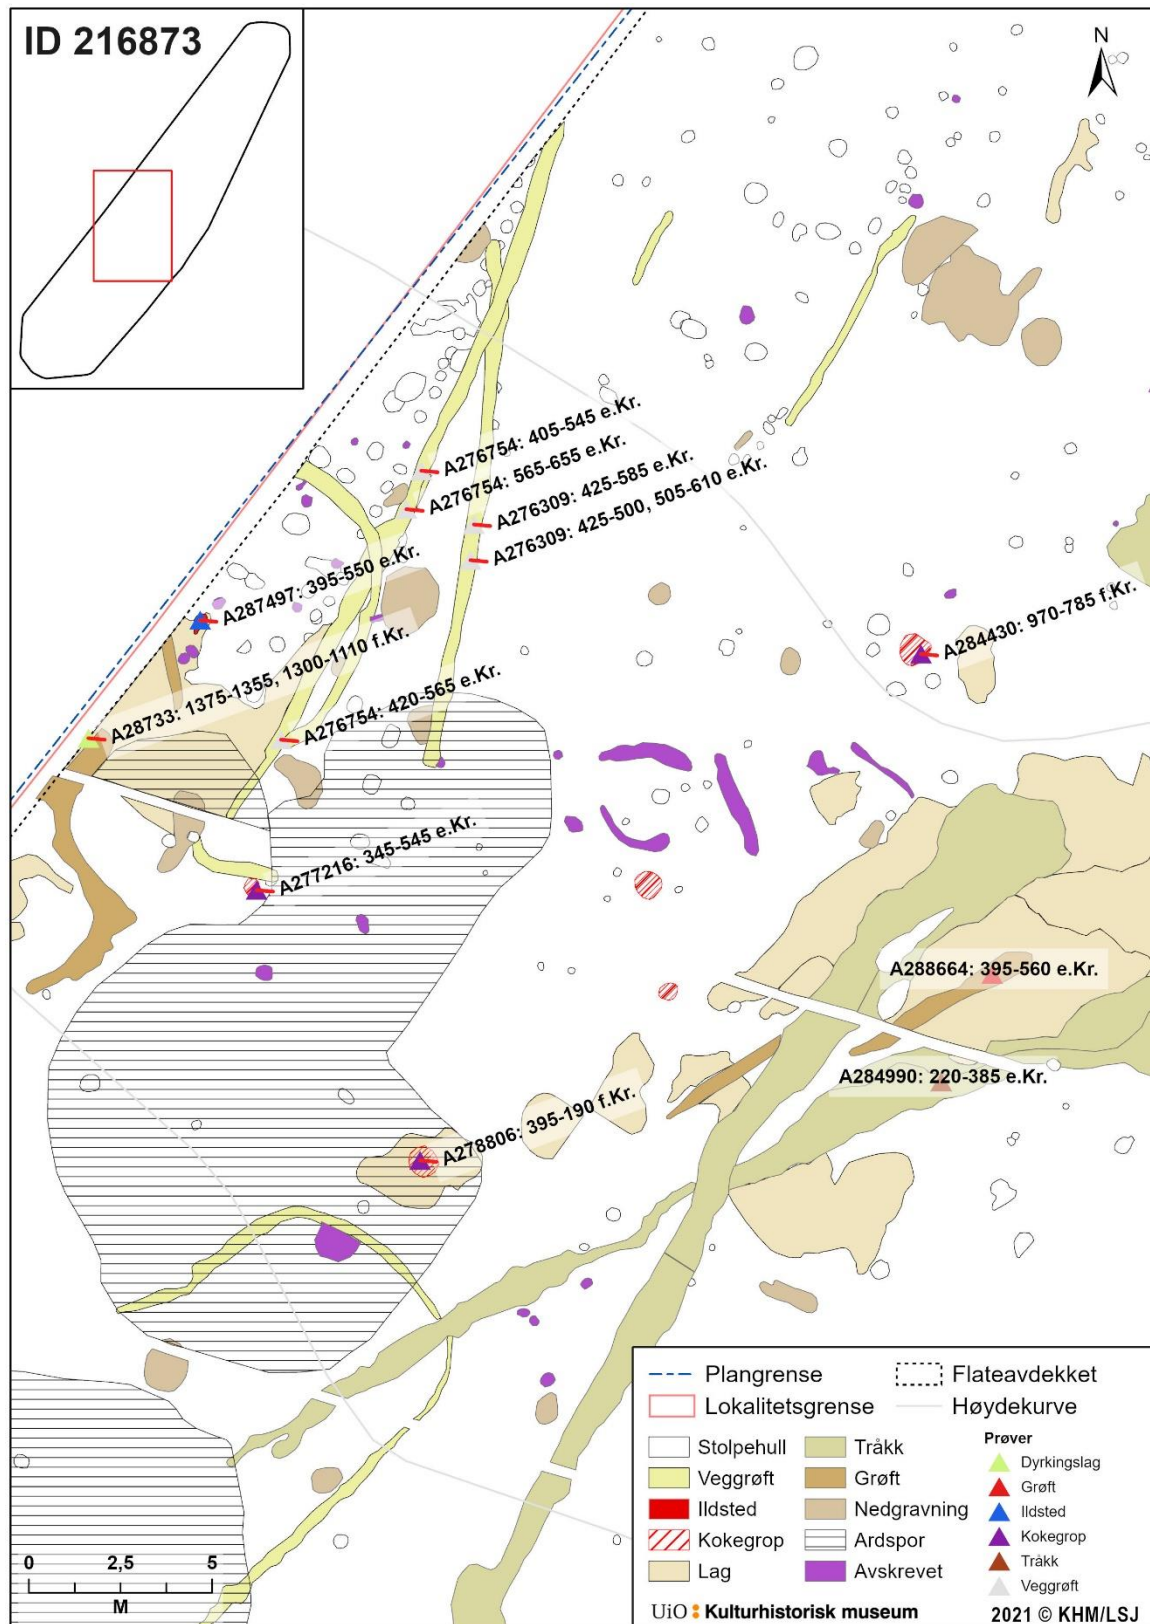 ID 216873
N
A276754: 405-545 e.Kr.
A276754: 565-655 e.Kr.
A276309: 425-585 e.Kr.
A276309: 425-500, 505-610 e.Kr.
A287497: 395-550 e.Kr.
A284430: 970-785 f.Kr.
A28733: 1375-1355, 1300-1110 f.Kr.
A276754: 420-565 e.Kr.
A277216: 345-545 e.Kr.
A288664: 395-560 e.Kr.
A284990: 220-385 e.Kr.
A278806: 395-190 f.Kr.
Plangrense
Flateavdekket
Lokalitetsgrense
Høydekurve
Stolpehull
Veggrøft
Ildsted
Kokegrop
Lag
Tråkk
Grøft
Nedgravning
Ardspor
Avskrevet
Prøver
Dyrkingslag
Grøft
Ildsted
Kokegrop
Tråkk
Veggrøft
0 2,5 5
M
UiO Kulturhistorisk museum
2021 © KHM/LSJ